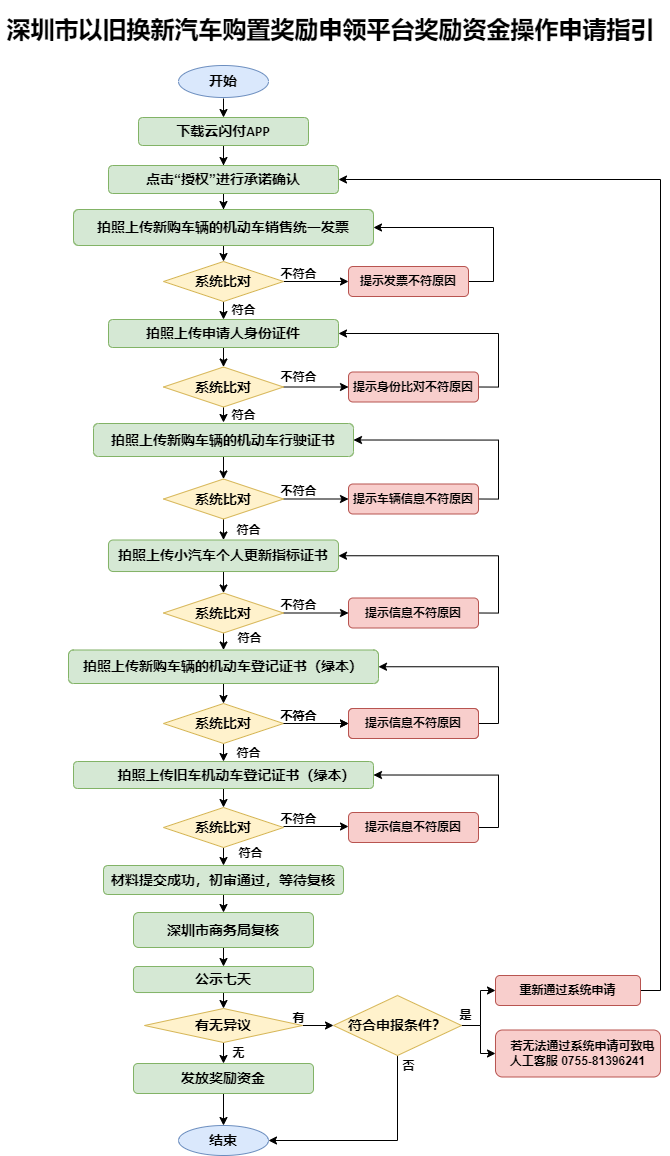 深圳市以旧换新汽车购置奖励申领平台奖励资金操作申请指引
开始
下载云闪付APP
点击“授权”进行承诺确认
拍照上传新购车辆的机动车销售统一发票
系统比对
不符合
提示发票不符原因
符合
拍照上传申请人身份证件
系统比对
不符合
提示身份比对不符原因
符合
拍照上传新购车辆的机动车行驶证书
系统比对
不符合
提示车辆信息不符原因
符合
拍照上传小汽车个人更新指标证书
系统比对
不符合
提示信息不符原因
符合
拍照上传新购车辆的机动车登记证书（绿本）
系统比对
不符合
提示信息不符原因
符合
拍照上传旧车机动车登记证书（绿本）
系统比对
不符合
提示信息不符原因
符合
材料提交成功，初审通过，等待复核
深圳市商务局复核
公示七天
有无异议
有
符合申报条件？
是
重新通过系统申请
若无法通过系统申请可致电
人工客服 0755-81396241
无
否
发放奖励资金
结束